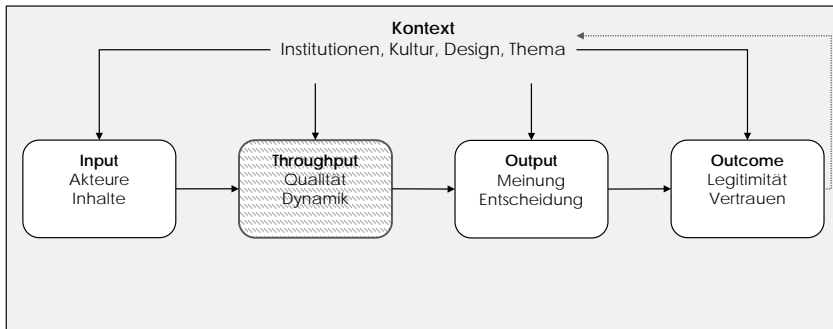 Kontext
Institutionen, Kultur, Design, Thema
Input
Akteure
Inhalte
Throughput
Qualität
Dynamik
Output
Meinung
Entscheidung
Outcome
Legitimität
Vertrauen